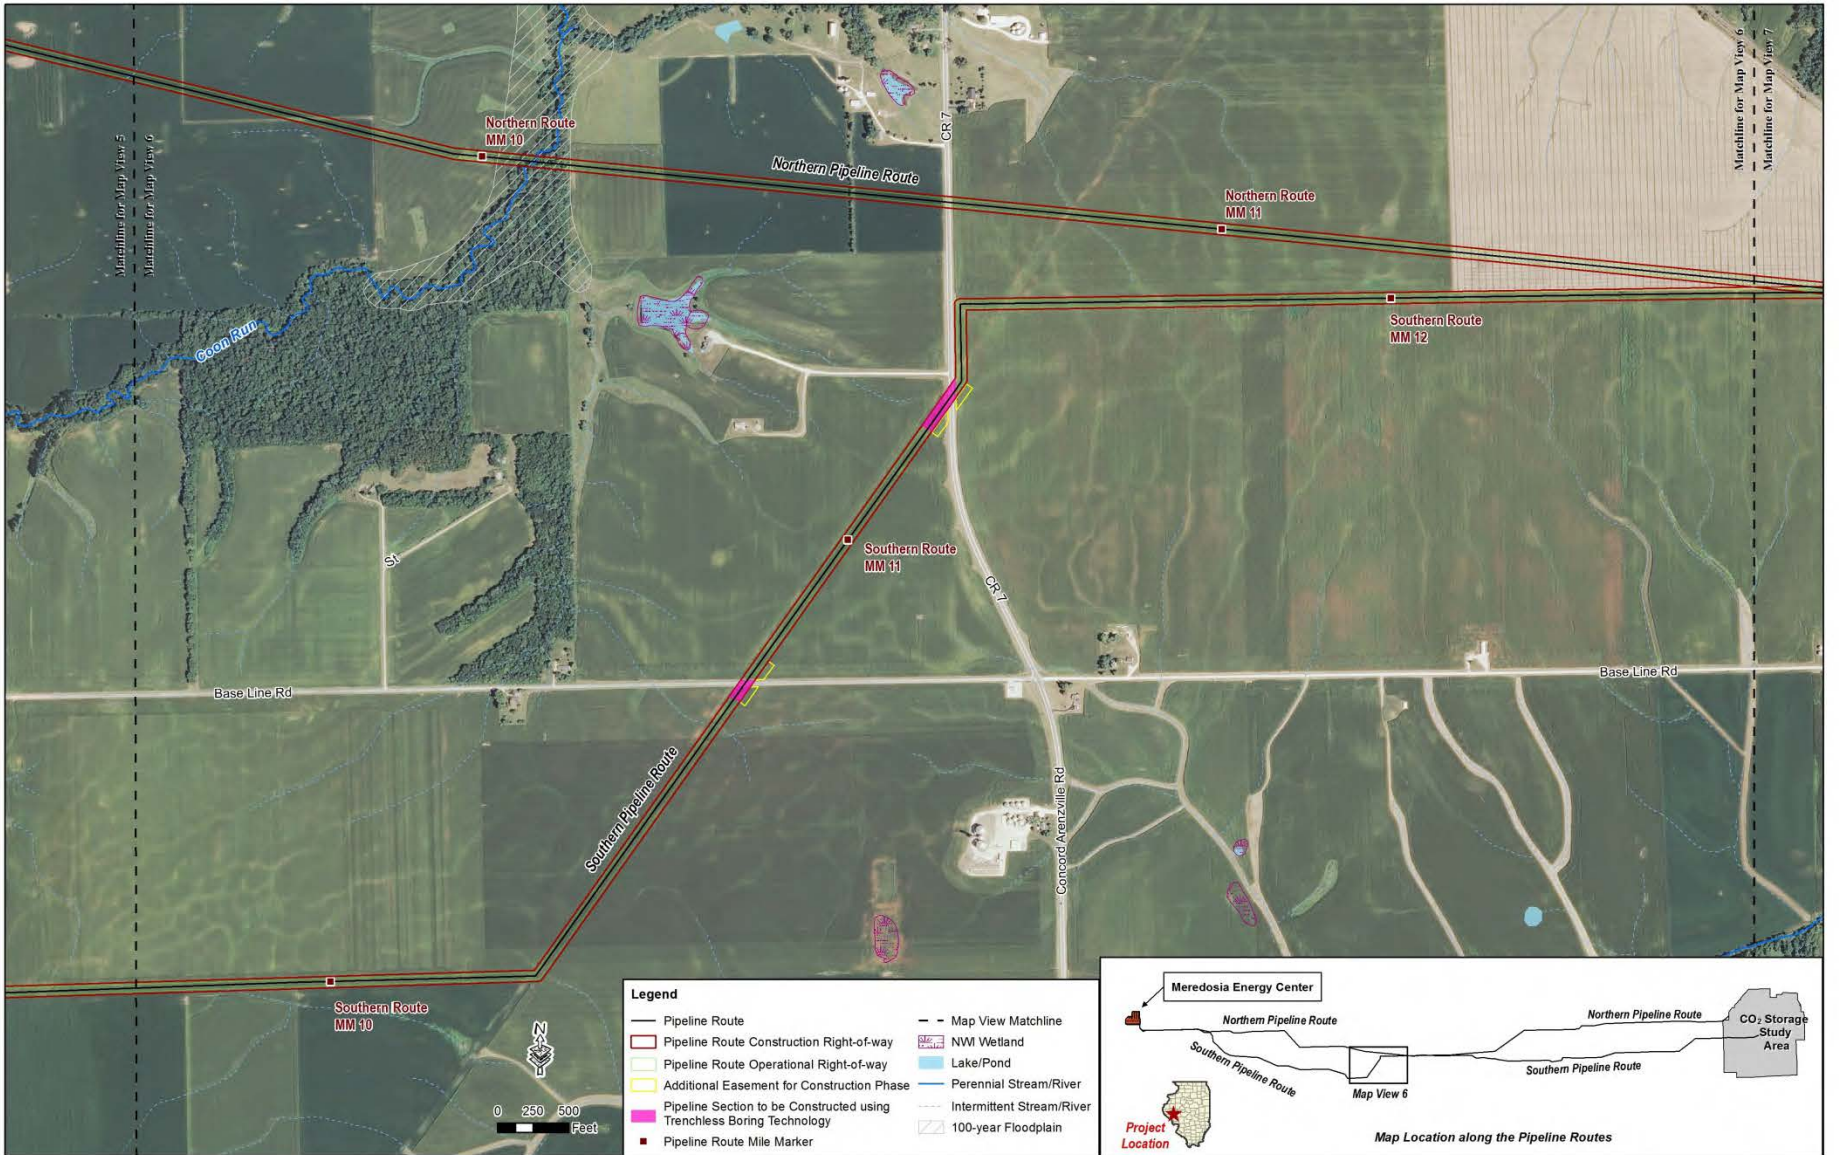 Matchline for Map View 5
Matchline for Map View 6
Matchline for Map View 6
Matchline for Map View 7
Northern Route
MM 10
Northern Pipeline Route
CR 7
Northern Route
MM 11
Southern Route
MM 12
Coon Run
St
Southern Route
MM 11
CR 7
Base Line Rd
Base Line Rd
Southern Pipeline Route
Concord Arenzville Rd
Southern Route
MM 10
N
0 250 500
Feet
Legend
Pipeline Route
Pipeline Route Construction Right-of-way
Pipeline Route Operational Right-of-way
Additional Easement for Construction Phase
Pipeline Section to be Constructed using
Trenchless Boring Technology
Pipeline Route Mile Marker
Map View Matchline
NWI Wetland
Lake/Pond
Perennial Stream/River
Intermittent Stream/River
100-year Floodplain
Meredosia Energy Center
Northern Pipeline Route
Northern Pipeline Route
CO₂ Storage
Study
Area
Southern Pipeline Route
Southern Pipeline Route
Map View 6
Project
Location
Map Location along the Pipeline Routes